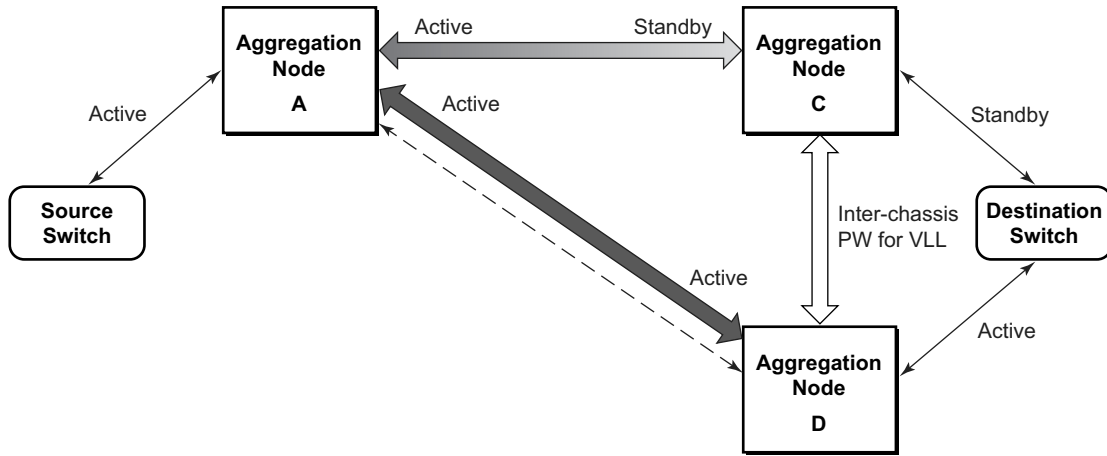 Active
Standby
Aggregation
Node
A
Aggregation
Node
C
Active
Active
Standby
Source
Switch
Inter-chassis
PW for VLL
Destination
Switch
Active
Active
Aggregation
Node
D